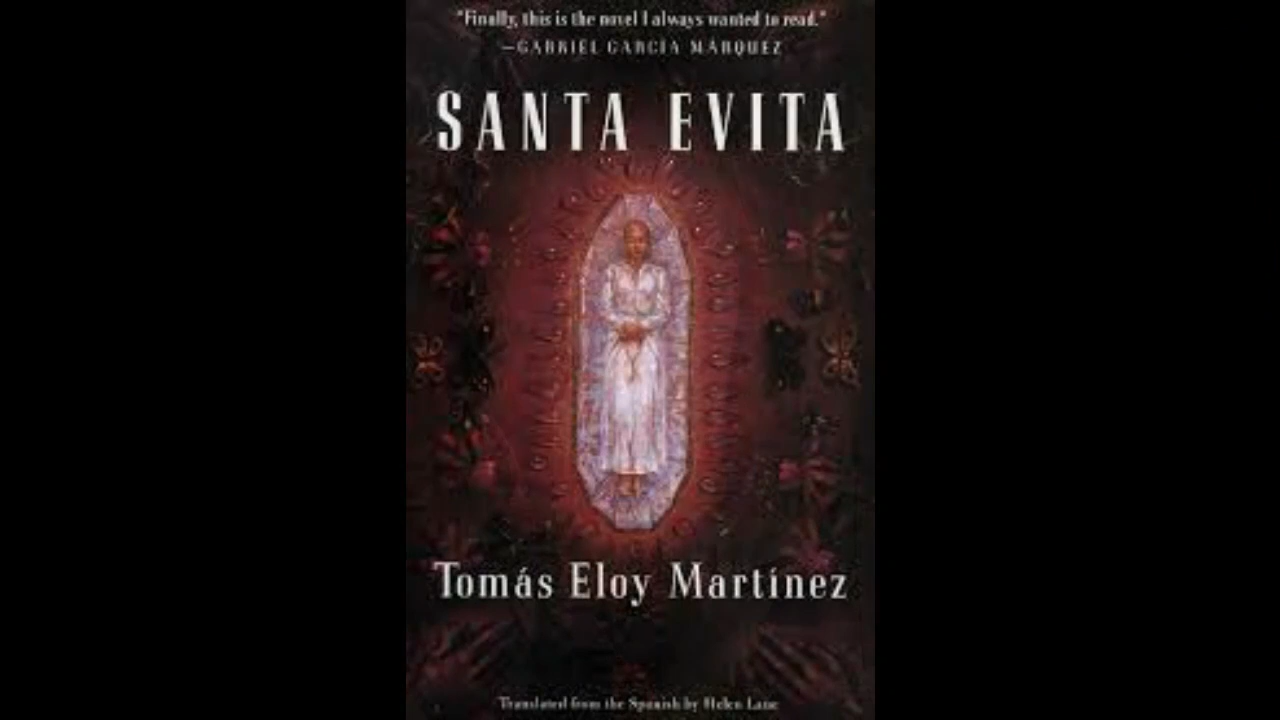 "Finally, this is the novel I always wanted to read."
—GABRIEL GARCÍA MÁRQUEZ
SANTA EVITA
Tomás Eloy Martínez
Translated from the Spanish by Helen Lane